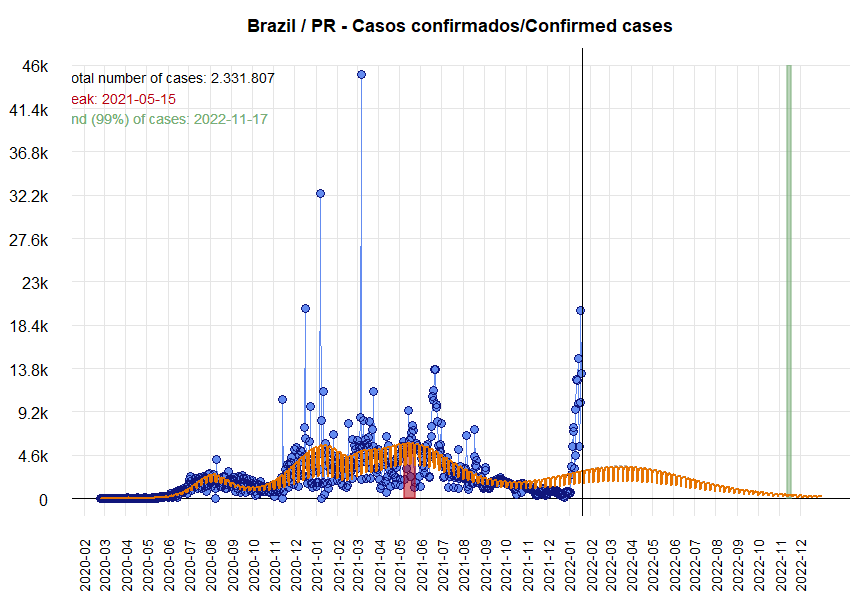 Brazil / PR - Casos confirmados/Confirmed cases
46k
41.4k
36.8k
32.2k
27.6k
23k
18.4k
13.8k
9.2k
4.6k
0
otal number of cases: 2.331.807
eak: 2021-05-15
nd (99%) of cases: 2022-11-17
2020-02
2020-03
2020-04
2020-05
2020-06
2020-07
2020-08
2020-09
2020-10
2020-11
2020-12
2021-01
2021-02
2021-03
2021-04
2021-05
2021-06
2021-07
2021-08
2021-09
2021-10
2021-11
2021-12
2022-01
2022-02
2022-03
2022-04
2022-05
2022-06
2022-07
2022-08
2022-09
2022-10
2022-11
2022-12